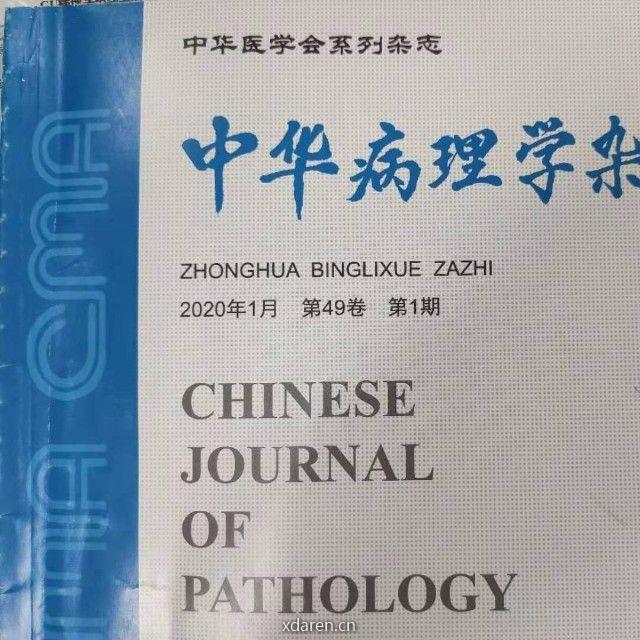 中华医学会系列杂志
中华病理学杂
ZHONGHUA BINGLIXUE ZAZHI
2020年1月 第49卷 第1期
CHINESE
JOURNAL
OF
PATHOLOGY
CMA
xdaren.cn